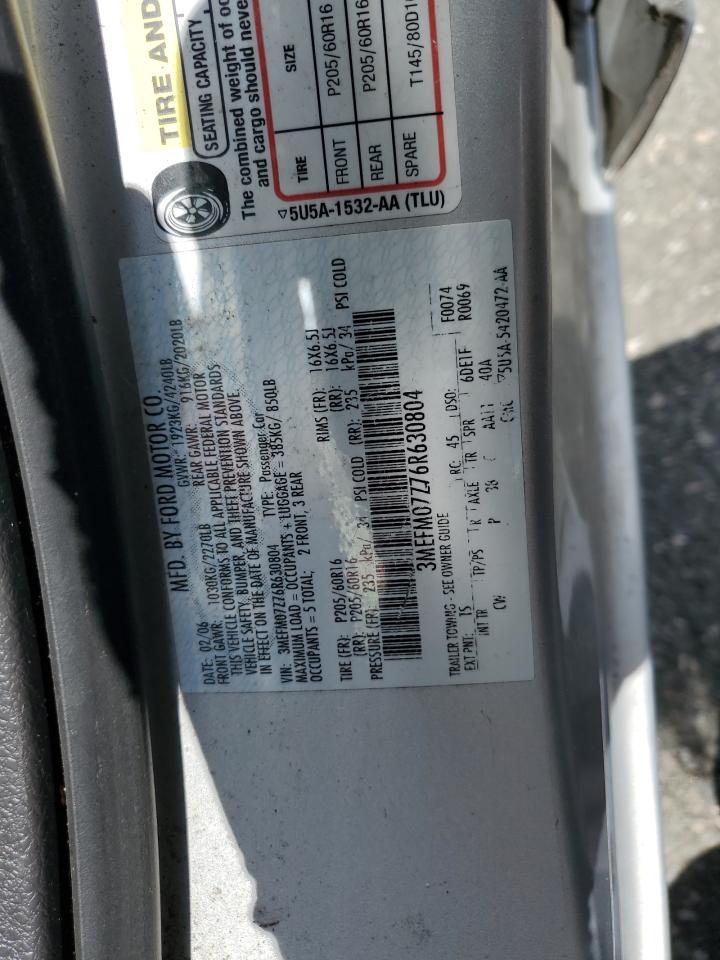 TIRE AND
SEATING CAPACITY
The combined weight of oc
and cargo should neve
TIRE SIZE
FRONT P205/60R16
REAR P205/60R16
SPARE T145/80D1
5U5A-1532-AA (TLU)
MFD. BY FORD MOTOR CO.
DATE: 02/06 GVWR: 1923KG/4240LB
FRONT GAWR: 1030KG/2270LB REAR GAWR: 916KG/2020LB
THIS VEHICLE CONFORMS TO ALL APPLICABLE FEDERAL MOTOR
VEHICLE SAFETY, BUMPER, AND THEFT PREVENTION STANDARDS
IN EFFECT ON THE DATE OF MANUFACTURE SHOWN ABOVE.
VIN: 3MEFM07Z76R630804 TYPE: Passenger Car
MAXIMUM LOAD = OCCUPANTS + LUGGAGE = 385KG/ 850LB
OCCUPANTS = 5 TOTAL; 2 FRONT, 3 REAR
TIRE (FR): P205/60R16 RIMS (FR): 16X6.5J
(RR): P205/60R16 (RR): 16X6.5J
PRESSURE (FR): 235 kPa/ 34 PSI COLD (RR): 235 kPa/ 34 PSI COLD
3MEFM07Z76R630804
F0074
R0069
TRAILER TOWING - SEE OWNER GUIDE RC: 45 DSO:
EXT PNT: TS
6DE1F
INT TR TP/PS R AXLE TR SPR 40A
CW P
5U5A-5420472-AA